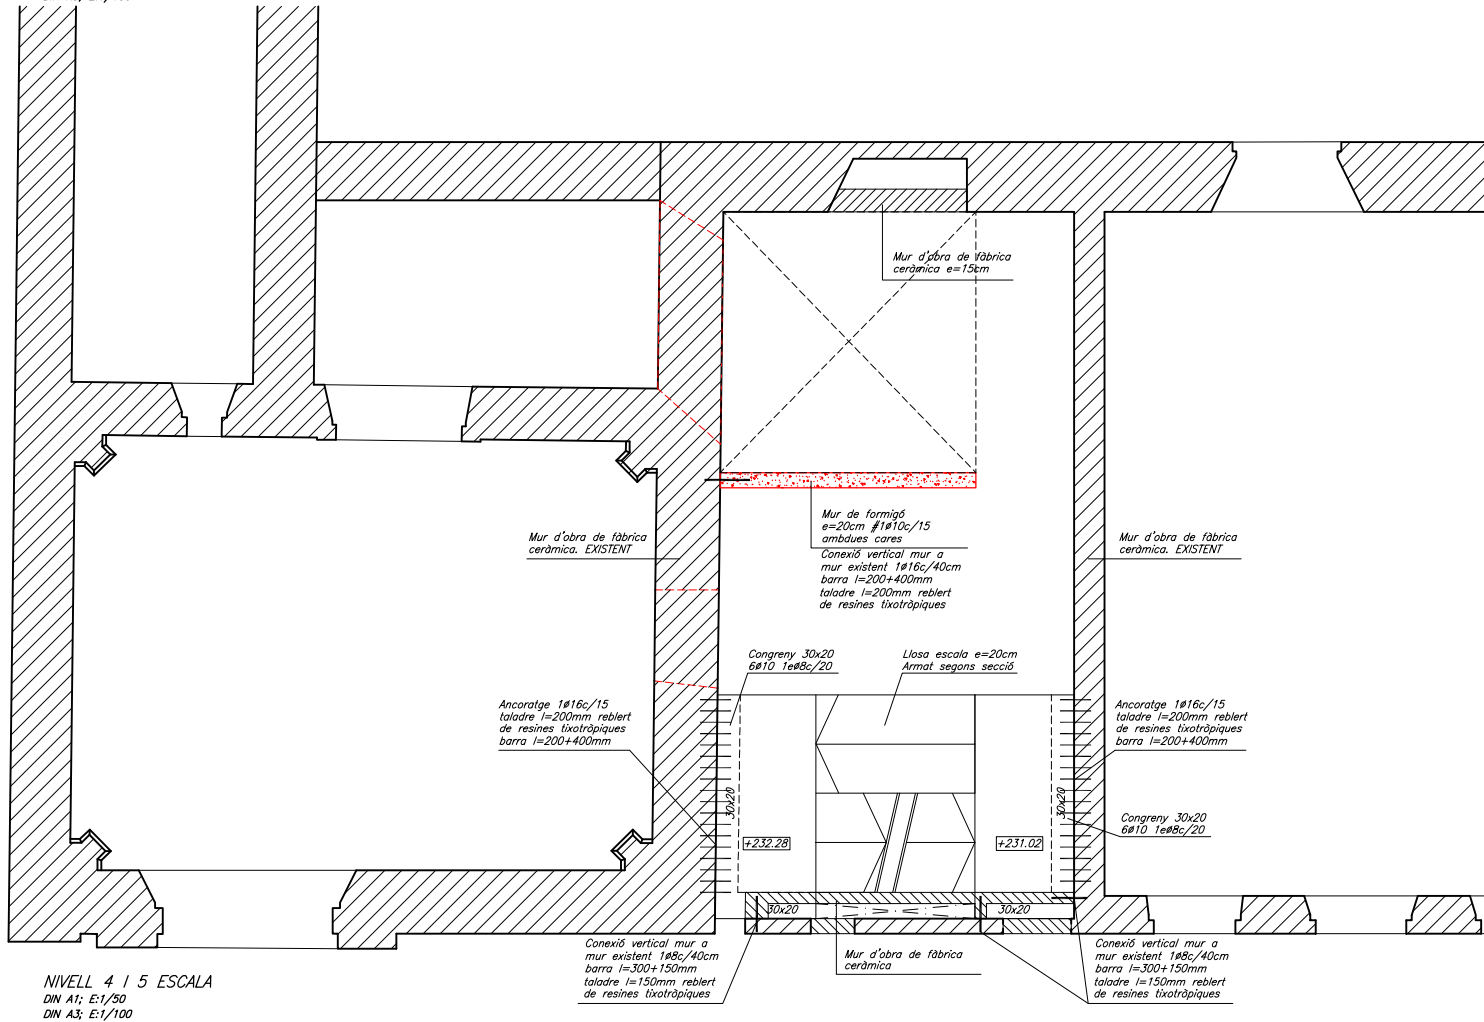 Mur d'obra de fàbrica
ceràmica e=15cm
Mur de formigó
e=20cm #1ø10c/15
ambdues cares
Conexió vertical mur a
mur existent 1ø16c/40cm
barra l=200+400mm
taladre l=200mm reblert
de resines tixotròpiques
Mur d'obra de fàbrica
ceràmica. EXISTENT
Mur d'obra de fàbrica
ceràmica. EXISTENT
Congreny 30x20
6ø10 1eø8c/20
Llosa escala e=20cm
Armat segons secció
Ancoratge 1ø16c/15
taladre l=200mm reblert
de resines tixotròpiques
barra l=200+400mm
Ancoratge 1ø16c/15
taladre l=200mm reblert
de resines tixotròpiques
barra l=200+400mm
30x20
30x20
Congreny 30x20
6ø10 1eø8c/20
+232.28
+231.02
30x20
30x20
Conexió vertical mur a
mur existent 1ø8c/40cm
barra l=300+150mm
taladre l=150mm reblert
de resines tixotròpiques
Mur d'obra de fàbrica
ceràmica
Conexió vertical mur a
mur existent 1ø8c/40cm
barra l=300+150mm
taladre l=150mm reblert
de resines tixotròpiques
NIVELL 4 I 5 ESCALA
DIN A1; E:1/50
DIN A3; E:1/100